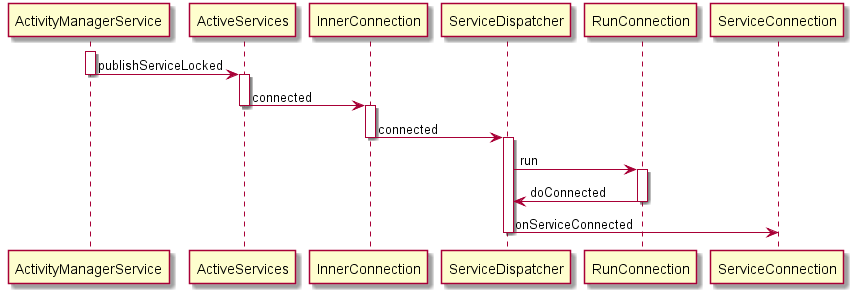 ActivityManagerService
ActiveServices
InnerConnection
ServiceDispatcher
RunConnection
ServiceConnection
publishServiceLocked
connected
connected
run
doConnected
onServiceConnected
ActivityManagerService
ActiveServices
InnerConnection
ServiceDispatcher
RunConnection
ServiceConnection